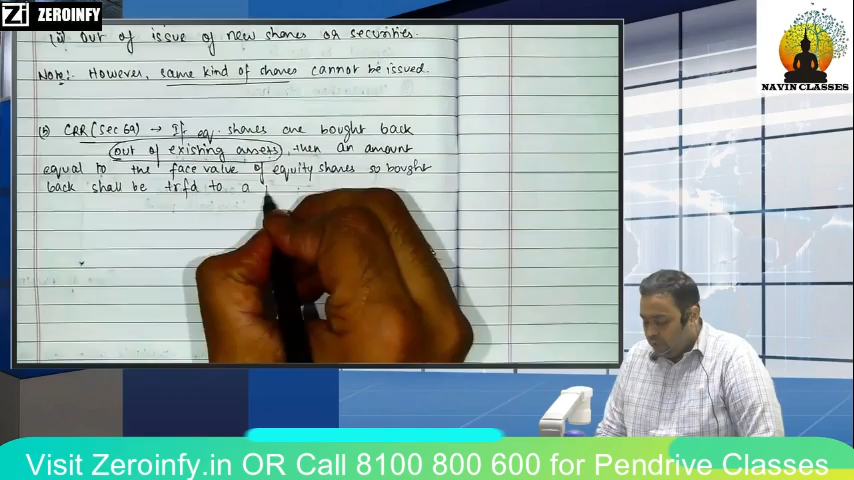 Zi ZEROINFY
(ii) Out of issue of new shares or securities.
Note:- However, same kind of shares cannot be issued.
(5) CRR (Sec 69) → If eq. shares are bought back
out of existing assets, then an amount
equal to the face value of equity shares so bought
back shall be trfd to a
NAVIN CLASSES
Visit Zeroinfy.in OR Call 8100 800 600 for Pendrive Classes